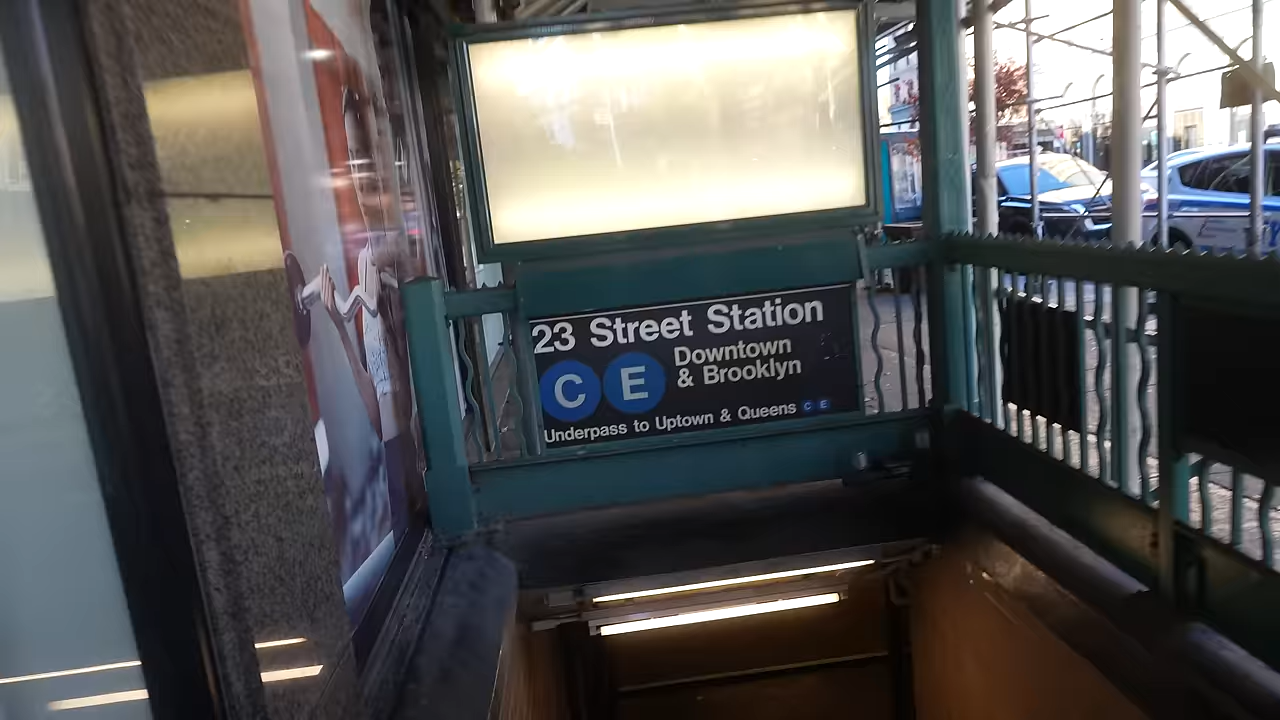 23 Street Station
C E Downtown
& Brooklyn
Underpass to Uptown & Queens C E